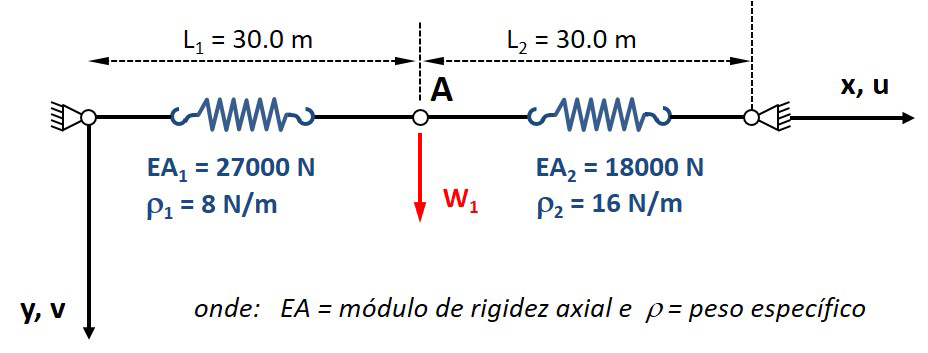 L₁ = 30.0 m
L₂ = 30.0 m
A
x, u
EA₁ = 27000 N
ρ₁ = 8 N/m
W₁
EA₂ = 18000 N
ρ₂ = 16 N/m
y, v
onde: EA = módulo de rigidez axial e ρ = peso específico